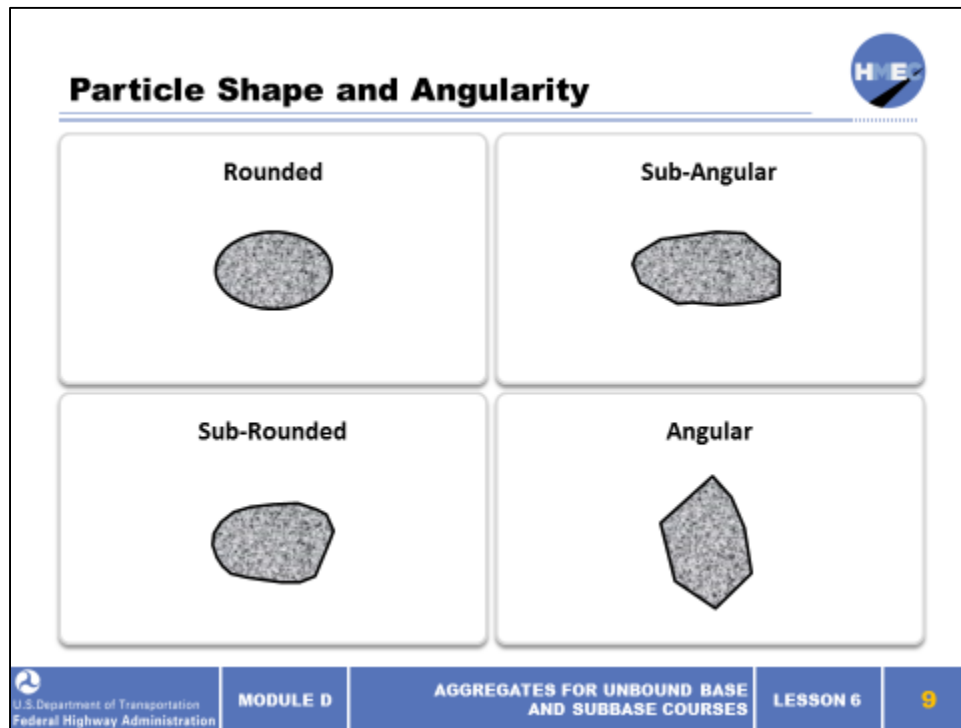 Particle Shape and Angularity
HMEC
Rounded
Sub-Angular
Sub-Rounded
Angular
U.S.Department of Transportation
Federal Highway Administration
MODULE D
AGGREGATES FOR UNBOUND BASE
AND SUBBASE COURSES
LESSON 6
9